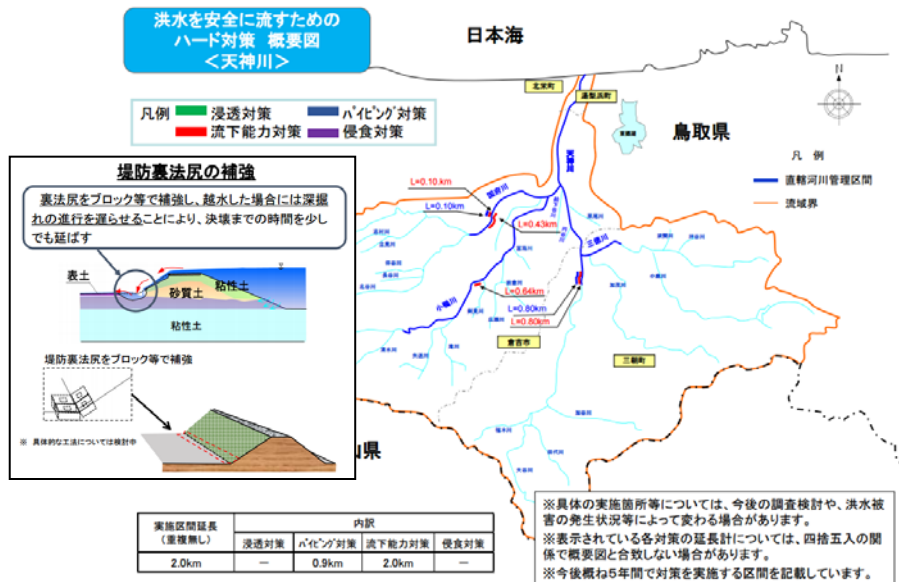 洪水を安全に流すための
ハード対策 概要図
<天神川>
日本海
凡例 浸透対策 パイピング対策
流下能力対策 侵食対策
北栄町
湯梨浜町
鳥取県
N
凡 例
直轄河川管理区間
流域界
天神川
国府川
L=0.10.km
L=0.10km
L=0.43km
三徳川
小鴨川
L=0.64km
L=0.80km
L=0.80km
倉吉市
三朝町
堤防裏法尻の補強
裏法尻をブロック等で補強し、越水した場合には深掘
れの進行を遅らせることにより、決壊までの時間を少し
でも延ばす
表土
砂質土
粘性土
粘性土
堤防裏法尻をブロック等で補強
※ 具体的な工法については検討中
山県
実施区間延長
(重複無し)
内訳
浸透対策 パイピング対策 流下能力対策 侵食対策
2.0km － 0.9km 2.0km －
※具体の実施箇所等については、今後の調査検討や、洪水被
害の発生状況等によって変わる場合があります。
※表示されている各対策の延長計については、四捨五入の関
係で概要図と合致しない場合があります。
※今後概ね5年間で対策を実施する区間を記載しています。